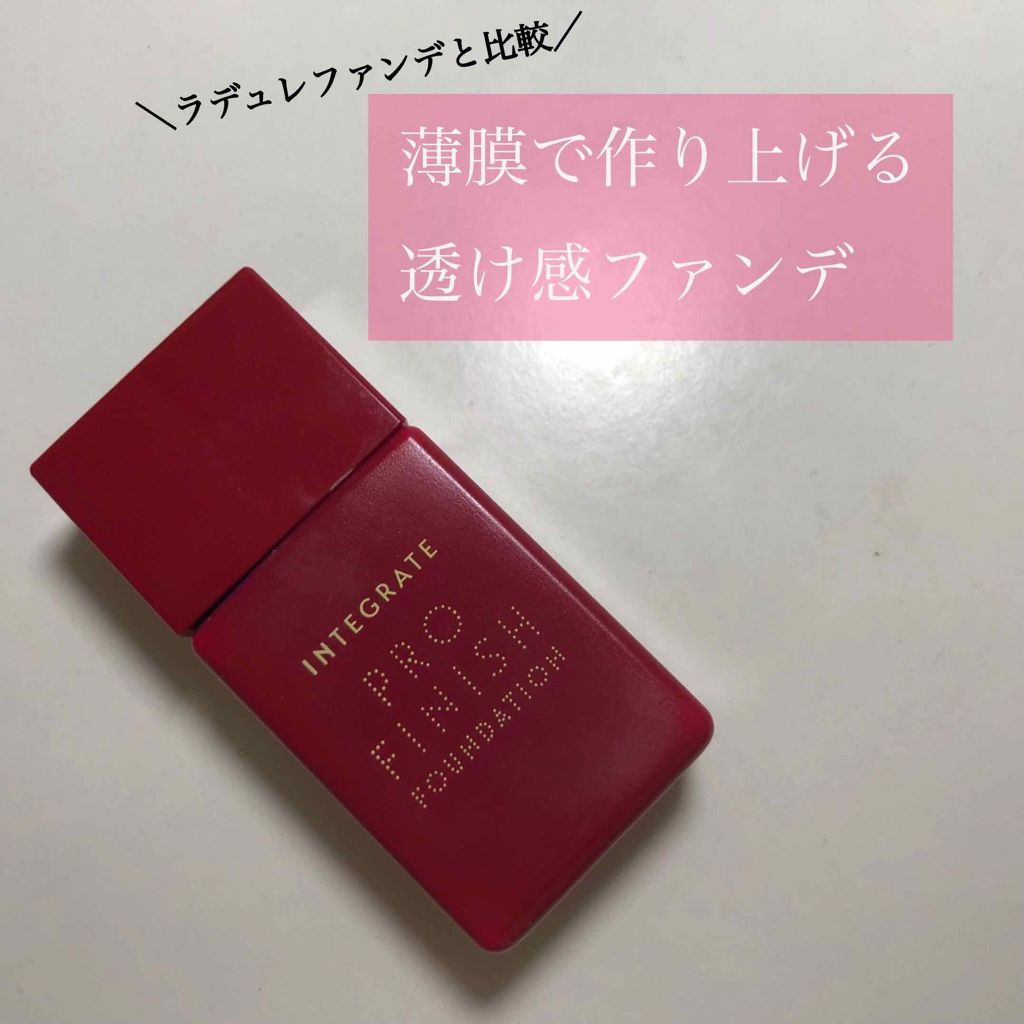 \ラデュレファンデと比較/
薄膜で作り上げる
透け感ファンデ
INTEGRATE
PRO
FINISH
FOUNDATION